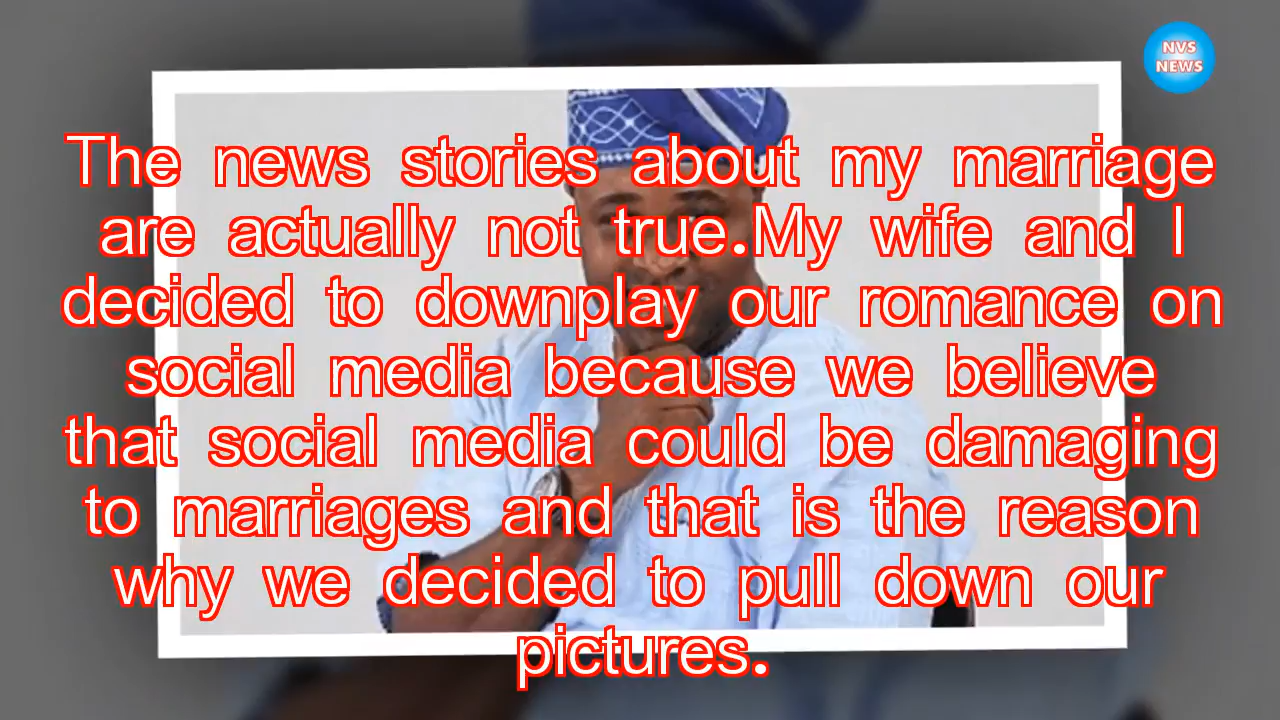 NVS
NEWS
The news stories about my marriage
are actually not true.My wife and I
decided to downplay our romance on
social media because we believe
that social media could be damaging
to marriages and that is the reason
why we decided to pull down our
pictures.